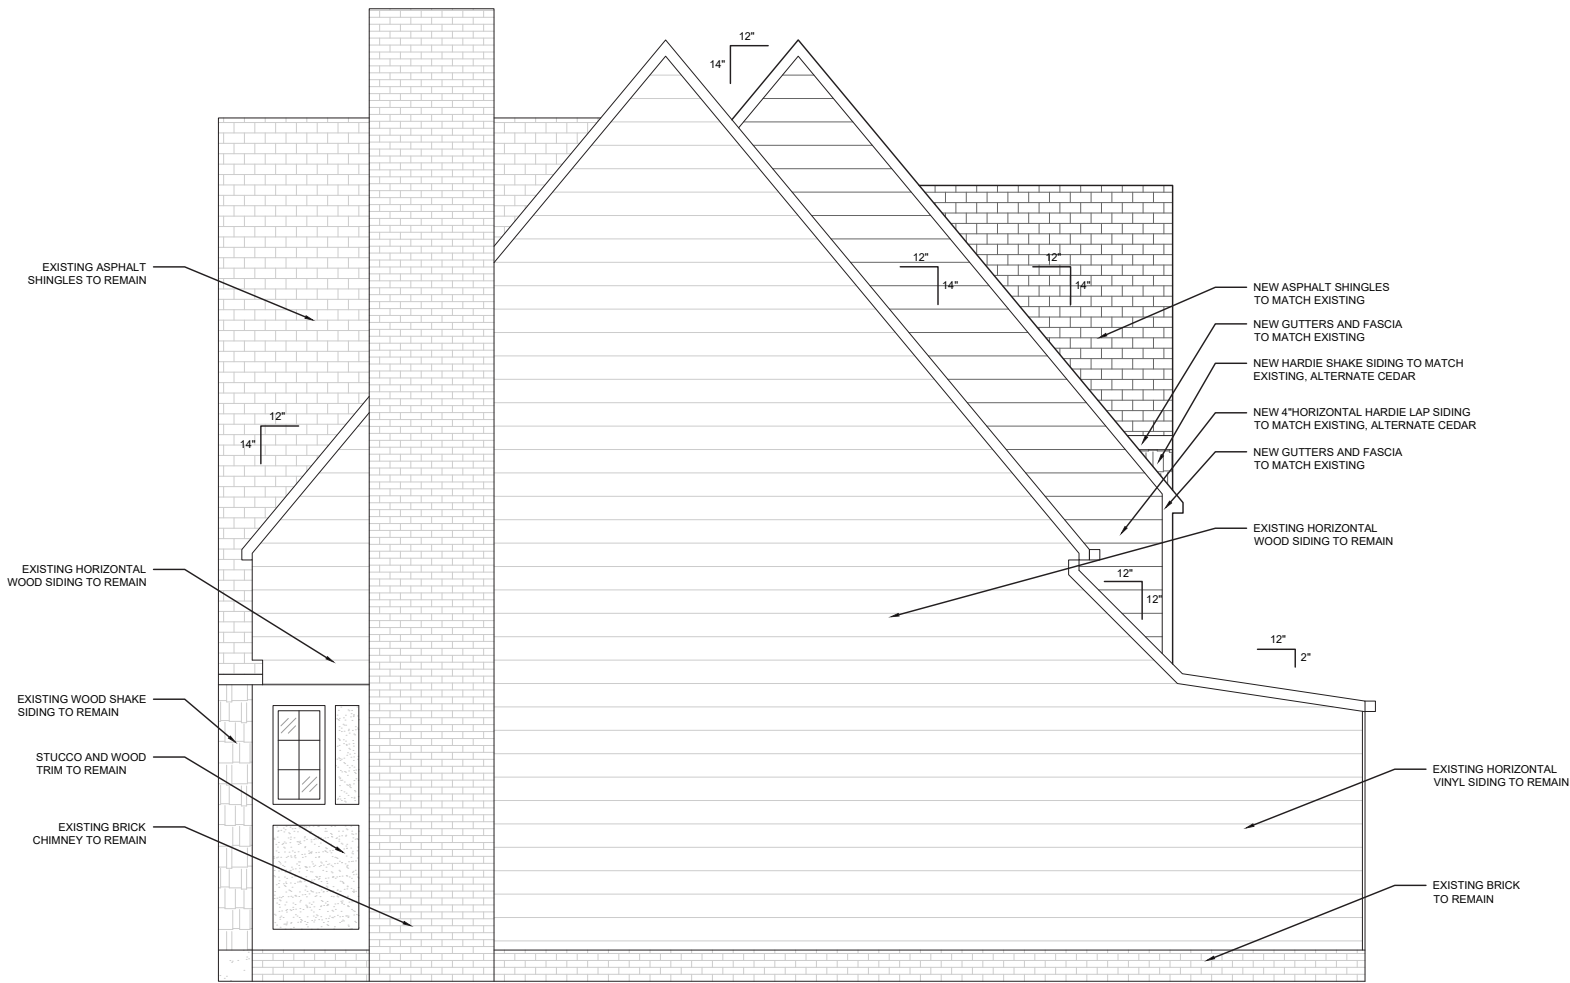 12"
14"
EXISTING ASPHALT
SHINGLES TO REMAIN
12"
14"
12"
14"
NEW ASPHALT SHINGLES
TO MATCH EXISTING
NEW GUTTERS AND FASCIA
TO MATCH EXISTING
NEW HARDIE SHAKE SIDING TO MATCH
EXISTING, ALTERNATE CEDAR
12"
14"
NEW 4"HORIZONTAL HARDIE LAP SIDING
TO MATCH EXISTING, ALTERNATE CEDAR
NEW GUTTERS AND FASCIA
TO MATCH EXISTING
EXISTING HORIZONTAL
WOOD SIDING TO REMAIN
EXISTING HORIZONTAL
WOOD SIDING TO REMAIN
12"
12"
12"
2"
EXISTING WOOD SHAKE
SIDING TO REMAIN
STUCCO AND WOOD
TRIM TO REMAIN
EXISTING HORIZONTAL
VINYL SIDING TO REMAIN
EXISTING BRICK
CHIMNEY TO REMAIN
EXISTING BRICK
TO REMAIN